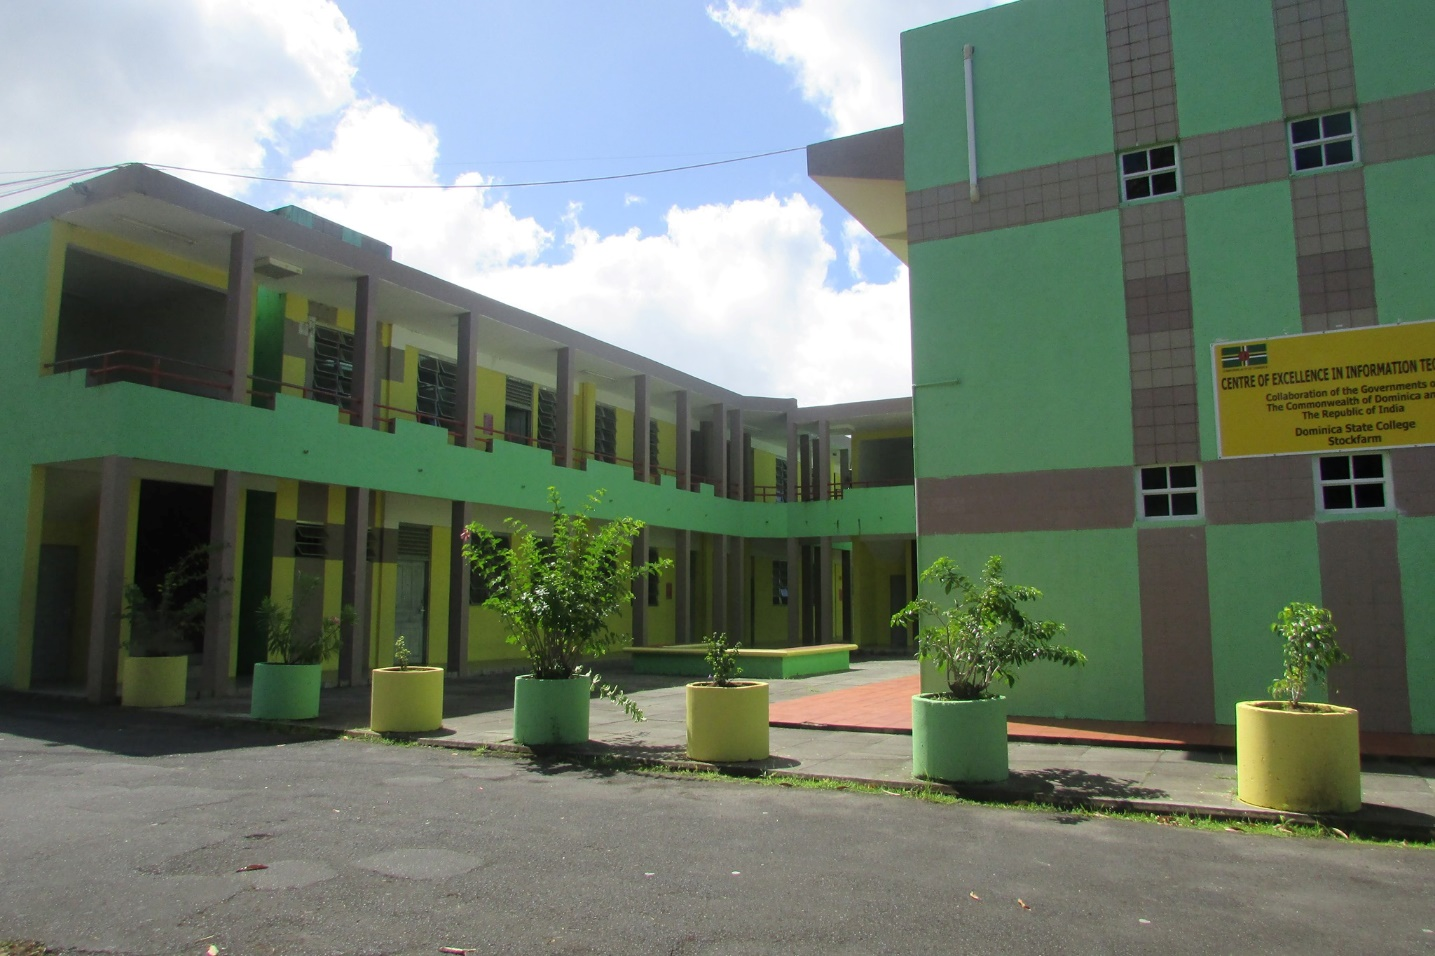 CENTRE OF EXCELLENCE IN INFORMATION TEC
Collaboration of the Governments o
The Commonwealth of Dominica an
The Republic of India
Dominica State College
Stockfarm